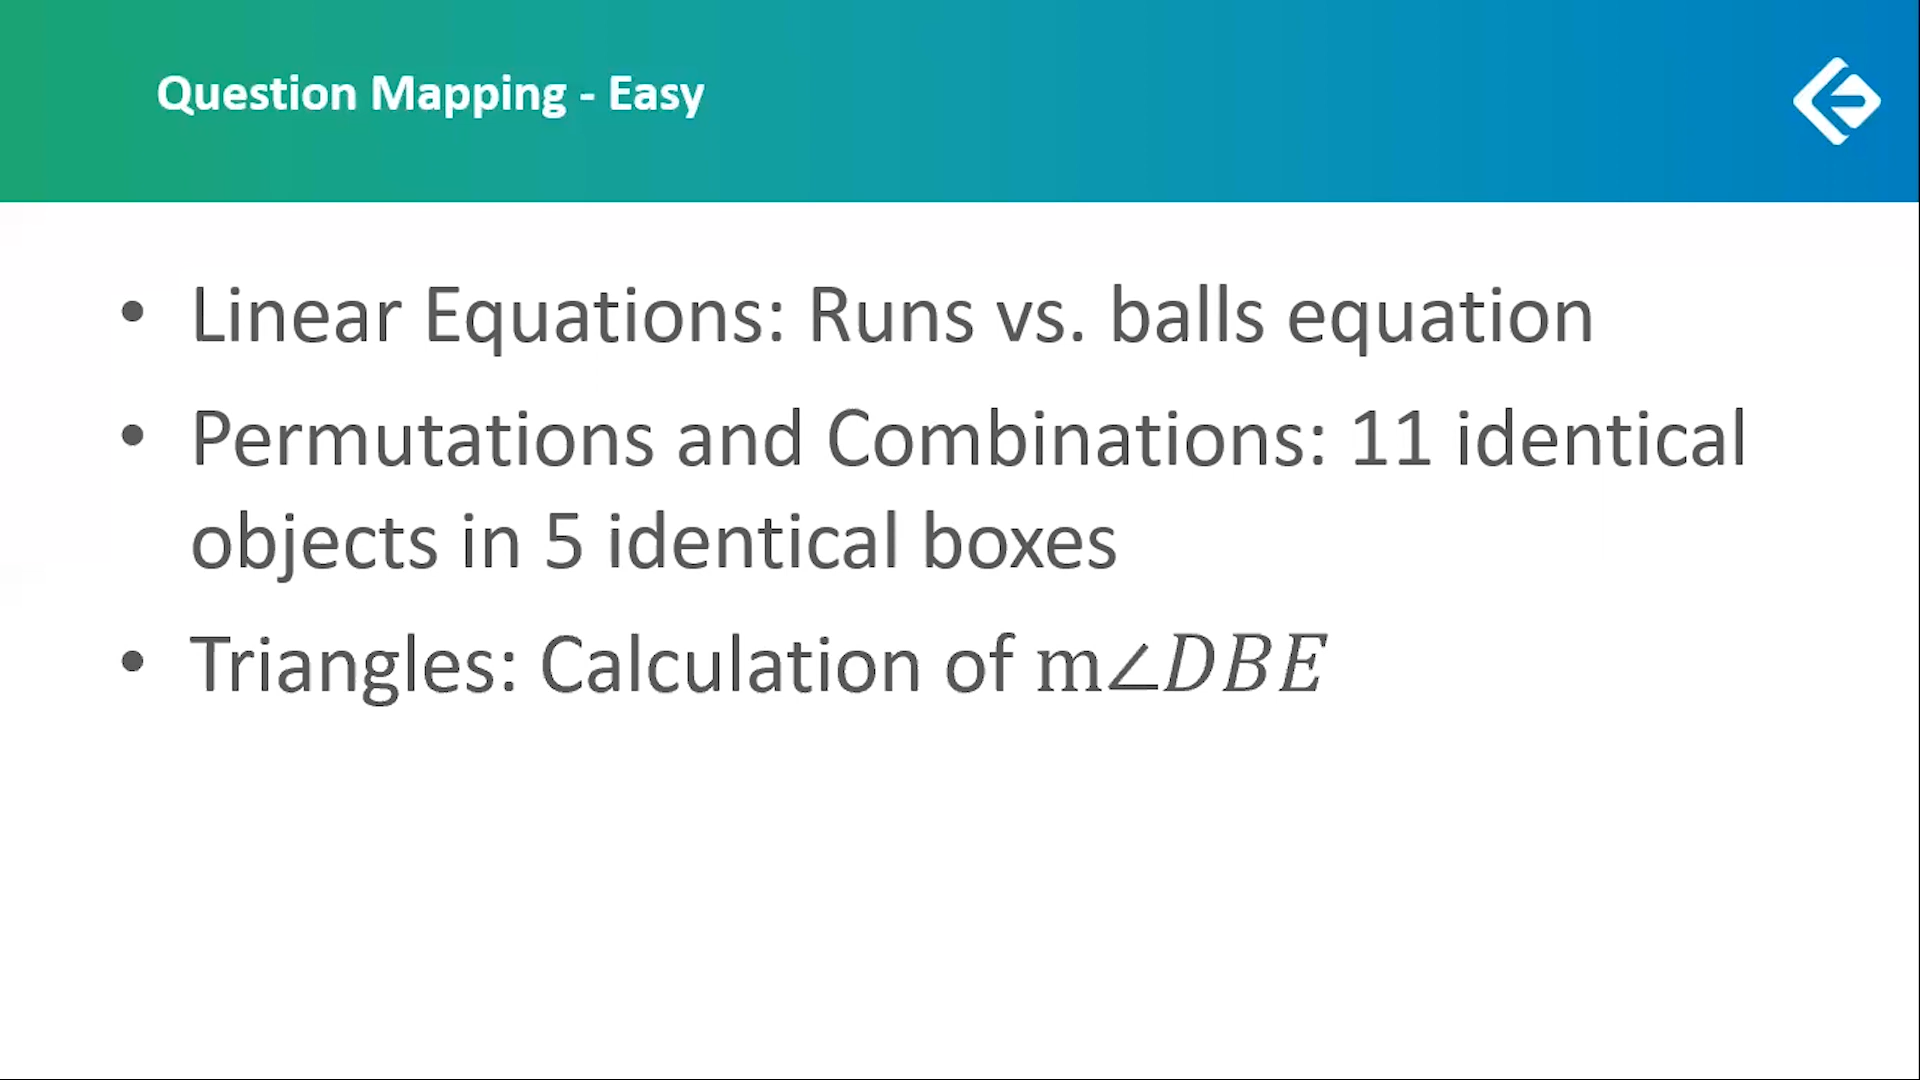 Question Mapping - Easy
• Linear Equations: Runs vs. balls equation
• Permutations and Combinations: 11 identical
objects in 5 identical boxes
• Triangles: Calculation of m∠DBE